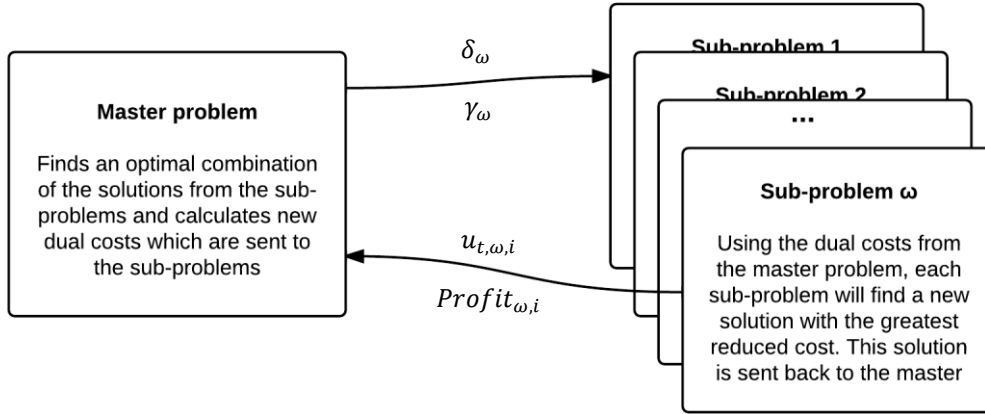 Master problem
Finds an optimal combination
of the solutions from the sub-
problems and calculates new
dual costs which are sent to
the sub-problems
δ_ω
γ_ω
u_{t,ω,i}
Profit_{ω,i}
Sub-problem 1
Sub-problem 2
...
Sub-problem ω
Using the dual costs from
the master problem, each
sub-problem will find a new
solution with the greatest
reduced cost. This solution
is sent back to the master